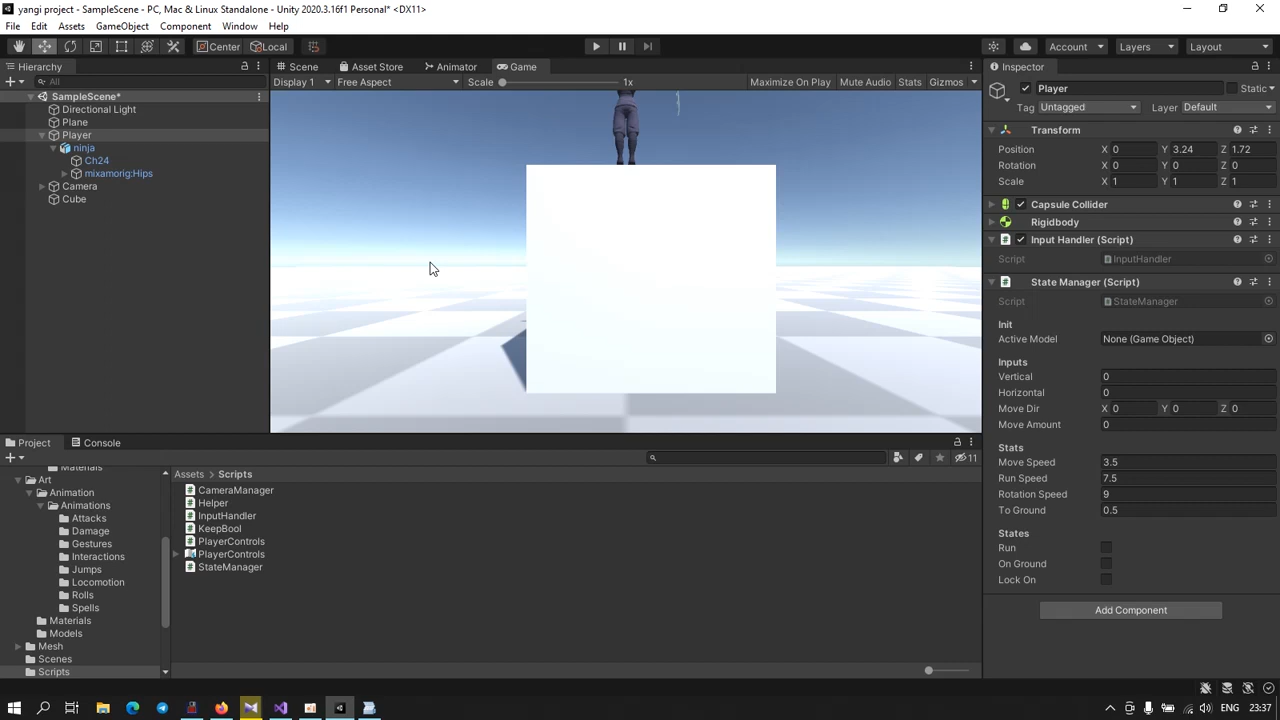 yangi project - SampleScene - PC, Mac & Linux Standalone - Unity 2020.3.16f1 Personal* <DX11>
File Edit Assets GameObject Component Window Help
Center Local Account Layers Layout
Hierarchy
All
SampleScene*
Directional Light
Plane
Player
ninja
Ch24
mixamorig:Hips
Camera
Cube
Scene Asset Store Animator Game
Display 1 Free Aspect Scale 1x Maximize On Play Mute Audio Stats Gizmos
Inspector
Player Static
Tag Untagged Layer Default
Transform
Position X 0 Y 3.24 Z 1.72
Rotation X 0 Y 0 Z 0
Scale X 1 Y 1 Z 1
Capsule Collider
Rigidbody
Input Handler (Script)
Script InputHandler
State Manager (Script)
Script StateManager
Init
Active Model None (Game Object)
Inputs
Vertical 0
Horizontal 0
Move Dir X 0 Y 0 Z 0
Move Amount 0
Stats
Move Speed 3.5
Run Speed 7.5
Rotation Speed 9
To Ground 0.5
States
Run
On Ground
Lock On
Add Component
Project Console
11
Materials
Art
Animation
Animations
Attacks
Damage
Gestures
Interactions
Jumps
Locomotion
Rolls
Spells
Materials
Models
Mesh
Scenes
Scripts
Assets > Scripts
CameraManager
Helper
InputHandler
KeepBool
PlayerControls
PlayerControls
StateManager
ENG 23:37